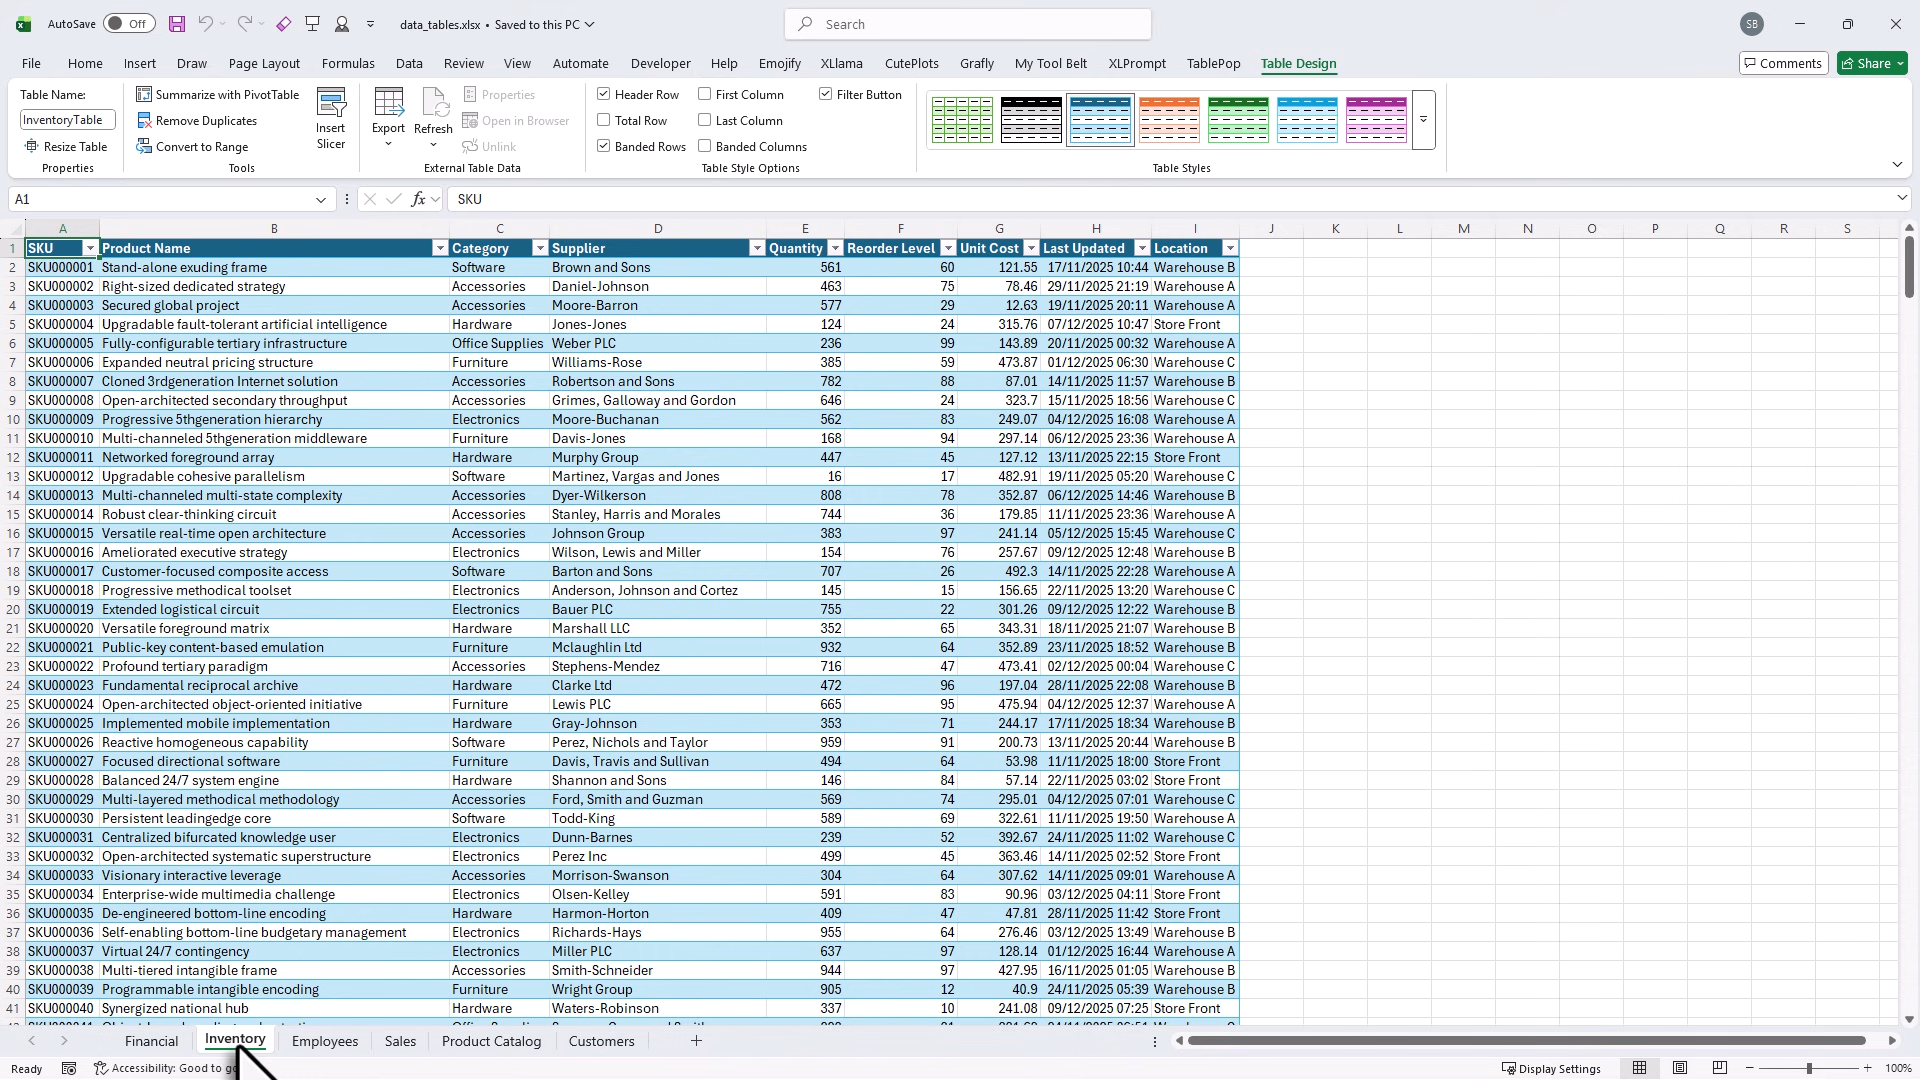 AutoSave Off data_tables.xlsx • Saved to this PC Search SB
File Home Insert Draw Page Layout Formulas Data Review View Automate Developer Help Emojify XLlama CutePlots Grafly My Tool Belt XLPrompt TablePop Table Design Comments Share
Table Name: Summarize with PivotTable Properties Header Row First Column Filter Button
InventoryTable Remove Duplicates Insert Slicer Export Refresh Open in Browser Total Row Last Column
Resize Table Convert to Range Unlink Banded Rows Banded Columns
Properties Tools External Table Data Table Style Options Table Styles
A1 fx SKU
A B C D E F G H I J K L M N O P Q R S
1 SKU Product Name Category Supplier Quantity Reorder Level Unit Cost Last Updated Location
2 SKU000001 Stand-alone exuding frame Software Brown and Sons 561 60 121.55 17/11/2025 10:44 Warehouse B
3 SKU000002 Right-sized dedicated strategy Accessories Daniel-Johnson 463 75 78.46 29/11/2025 21:19 Warehouse A
4 SKU000003 Secured global project Accessories Moore-Barron 577 29 12.63 19/11/2025 20:11 Warehouse A
5 SKU000004 Upgradable fault-tolerant artificial intelligence Hardware Jones-Jones 124 24 315.76 07/12/2025 10:47 Store Front
6 SKU000005 Fully-configurable tertiary infrastructure Office Supplies Weber PLC 236 99 143.89 20/11/2025 00:32 Warehouse A
7 SKU000006 Expanded neutral pricing structure Furniture Williams-Rose 385 59 473.87 01/12/2025 06:30 Warehouse C
8 SKU000007 Cloned 3rdgeneration Internet solution Accessories Robertson and Sons 782 88 87.01 14/11/2025 11:57 Warehouse B
9 SKU000008 Open-architected secondary throughput Accessories Grimes, Galloway and Gordon 646 24 323.7 15/11/2025 18:56 Warehouse C
10 SKU000009 Progressive 5thgeneration hierarchy Electronics Moore-Buchanan 562 83 249.07 04/12/2025 16:08 Warehouse A
11 SKU000010 Multi-channeled 5thgeneration middleware Furniture Davis-Jones 168 94 297.14 06/12/2025 23:36 Warehouse A
12 SKU000011 Networked foreground array Hardware Murphy Group 447 45 127.12 13/11/2025 22:15 Store Front
13 SKU000012 Upgradable cohesive parallelism Software Martinez, Vargas and Jones 16 17 482.91 19/11/2025 05:20 Warehouse C
14 SKU000013 Multi-channeled multi-state complexity Accessories Dyer-Wilkerson 808 78 352.87 06/12/2025 14:46 Warehouse B
15 SKU000014 Robust clear-thinking circuit Accessories Stanley, Harris and Morales 744 36 179.85 11/11/2025 23:36 Warehouse A
16 SKU000015 Versatile real-time open architecture Accessories Johnson Group 383 97 241.14 05/12/2025 15:45 Warehouse C
17 SKU000016 Ameliorated executive strategy Electronics Wilson, Lewis and Miller 154 76 257.67 09/12/2025 12:48 Warehouse B
18 SKU000017 Customer-focused composite access Software Barton and Sons 707 26 492.3 14/11/2025 22:28 Warehouse A
19 SKU000018 Progressive methodical toolset Electronics Anderson, Johnson and Cortez 145 15 156.65 22/11/2025 13:20 Warehouse C
20 SKU000019 Extended logistical circuit Electronics Bauer PLC 755 22 301.26 09/12/2025 12:22 Warehouse B
21 SKU000020 Versatile foreground matrix Hardware Marshall LLC 352 65 343.31 18/11/2025 21:07 Warehouse B
22 SKU000021 Public-key content-based emulation Furniture Mclaughlin Ltd 932 64 352.89 23/11/2025 18:52 Warehouse B
23 SKU000022 Profound tertiary paradigm Accessories Stephens-Mendez 716 47 473.41 02/12/2025 00:04 Warehouse C
24 SKU000023 Fundamental reciprocal archive Hardware Clarke Ltd 472 96 197.04 28/11/2025 22:08 Warehouse B
25 SKU000024 Open-architected object-oriented initiative Furniture Lewis PLC 665 95 475.94 04/12/2025 12:37 Warehouse A
26 SKU000025 Implemented mobile implementation Hardware Gray-Johnson 353 71 244.17 17/11/2025 18:34 Warehouse B
27 SKU000026 Reactive homogeneous capability Software Perez, Nichols and Taylor 959 91 200.73 13/11/2025 20:44 Warehouse B
28 SKU000027 Focused directional software Furniture Davis, Travis and Sullivan 494 64 53.98 11/11/2025 18:00 Store Front
29 SKU000028 Balanced 24/7 system engine Hardware Shannon and Sons 146 84 57.14 22/11/2025 03:02 Store Front
30 SKU000029 Multi-layered methodical methodology Accessories Ford, Smith and Guzman 569 74 295.01 04/12/2025 07:01 Warehouse C
31 SKU000030 Persistent leadingedge core Software Todd-King 589 69 322.61 11/11/2025 19:50 Warehouse A
32 SKU000031 Centralized bifurcated knowledge user Electronics Dunn-Barnes 239 52 392.67 24/11/2025 11:02 Warehouse C
33 SKU000032 Open-architected systematic superstructure Electronics Perez Inc 499 45 363.46 14/11/2025 02:52 Store Front
34 SKU000033 Visionary interactive leverage Accessories Morrison-Swanson 304 64 307.62 14/11/2025 09:01 Warehouse A
35 SKU000034 Enterprise-wide multimedia challenge Electronics Olsen-Kelley 591 83 90.96 03/12/2025 04:11 Store Front
36 SKU000035 De-engineered bottom-line encoding Hardware Harmon-Horton 409 47 47.81 28/11/2025 11:42 Store Front
37 SKU000036 Self-enabling bottom-line budgetary management Electronics Richards-Hays 955 64 276.46 03/12/2025 13:49 Warehouse B
38 SKU000037 Virtual 24/7 contingency Electronics Miller PLC 637 97 128.14 01/12/2025 16:44 Warehouse A
39 SKU000038 Multi-tiered intangible frame Accessories Smith-Schneider 944 97 427.95 16/11/2025 01:05 Warehouse B
40 SKU000039 Programmable intangible encoding Furniture Wright Group 905 12 40.9 24/11/2025 05:39 Warehouse B
41 SKU000040 Synergized national hub Hardware Waters-Robinson 337 10 241.08 09/12/2025 07:25 Store Front
Financial Inventory Employees Sales Product Catalog Customers
Ready Accessibility: Good to Display Settings 100%